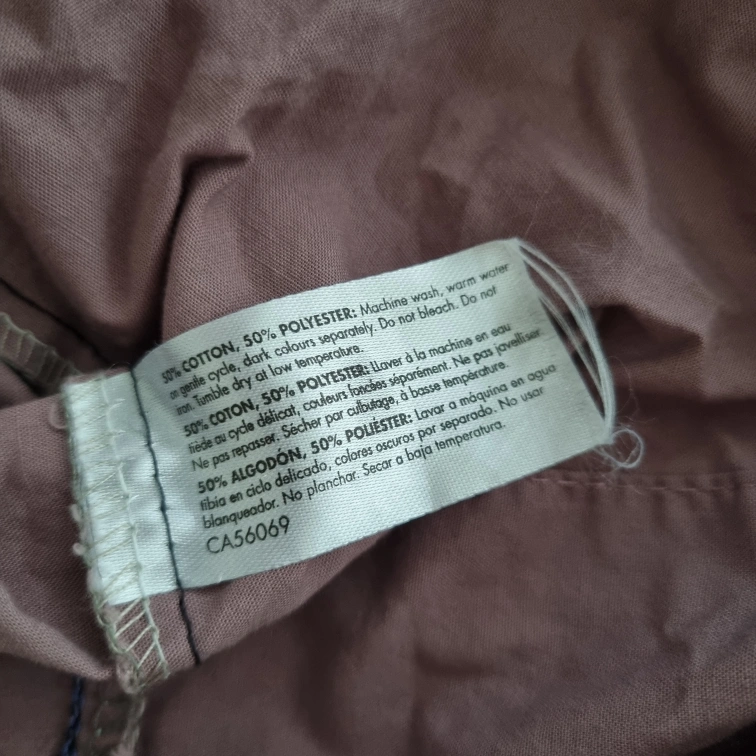 50% COTTON, 50% POLYESTER: Machine wash, warm water
on gentle cycle, dark colours separately. Do not bleach. Do not
iron. Tumble dry at low temperature.
50% COTON, 50% POLYESTER: Llaver à la machine en eau
tiède au cycle délicat, couleurs foncées séparément. Ne pas javelliser.
Ne pas repasser. Sécher par culbutage, à basse température.
50% ALGODÓN, 50% POLIÉSTER: Lavar a máquina en agua
tibia en ciclo delicado, colores oscuros por separado. No usar
blanqueador. No planchar. Secar a baja temperatura.
CA56069